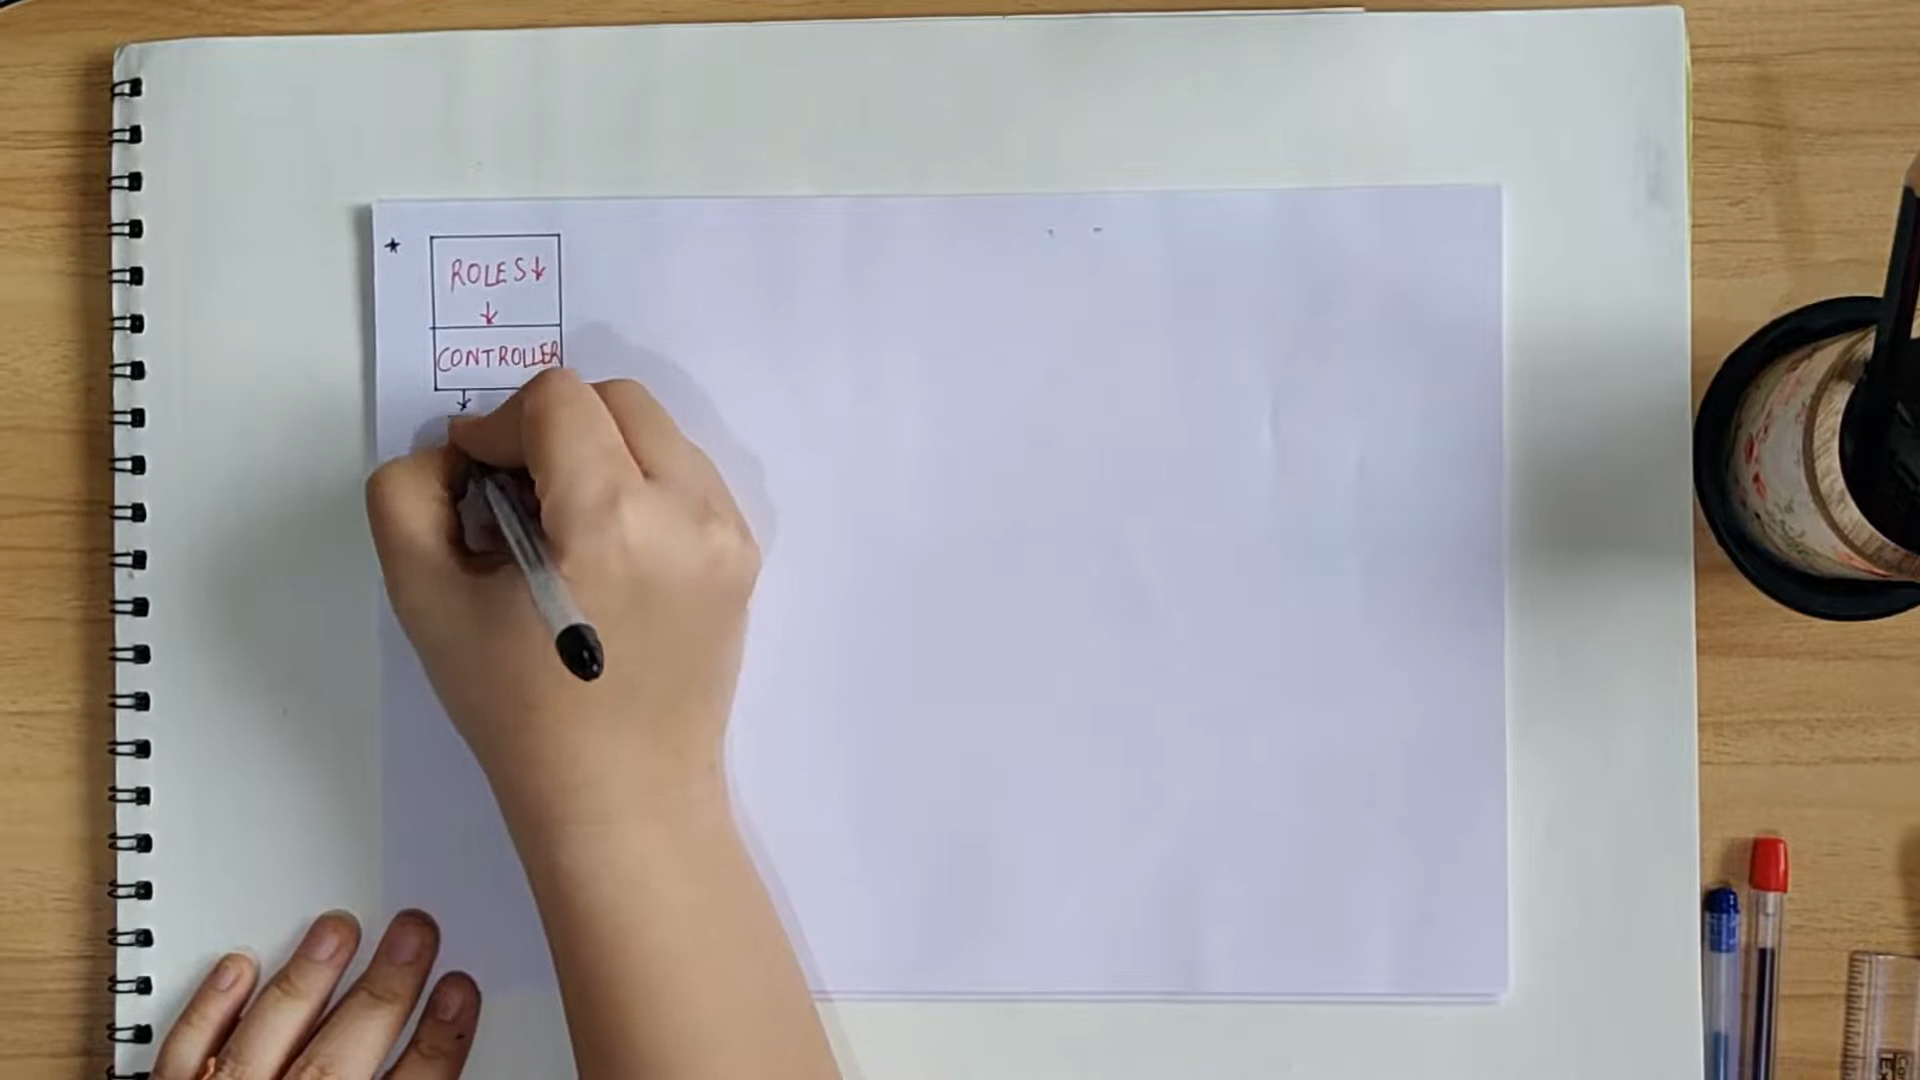 ★ ROLES↓
↓
CONTROLLER
↓